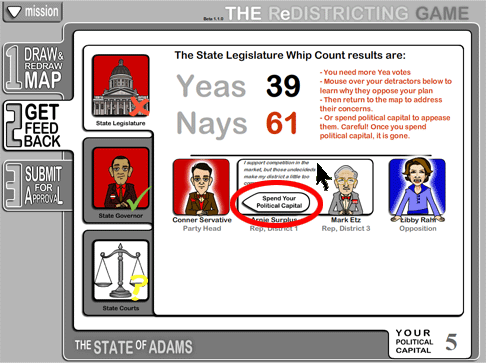 mission
Beta 1.1.0
THE ReDISTRICTING GAME
1 DRAW &
REDRAW
MAP
2 GET
FEED
BACK
3 SUBMIT
FOR
APPROVAL
The State Legislature Whip Count results are:
Yeas 39
Nays 61
- You need more Yea votes
- Mouse over your detractors below to
learn why they oppose your plan
- Then return to the map to address
their concerns.
- Or spend political capital to appease
them. Careful! Once you spend
political capital, it is gone.
State Legislature
State Governor
?
State Courts
I support competition in the
market, but those undecideds
make my district a little too
Spend Your
Political Capital
Conner Servative
Party Head
Arnie Surplus
Rep, District 1
Mark Etz
Rep, District 3
Libby Rahl
Opposition
THE STATE OF ADAMS
YOUR
POLITICAL
CAPITAL
5